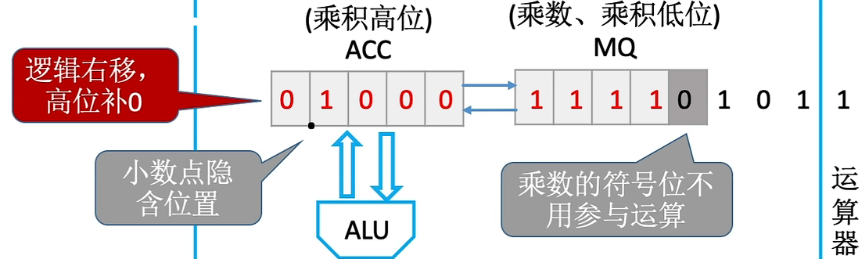 (乘积高位)
ACC
(乘数、乘积低位)
MQ
逻辑右移，
高位补0
0 1 0 0 0
1 1 1 1 0 1 0 1 1
小数点隐
含位置
乘数的符号位不
用参与运算
ALU
运
算
器